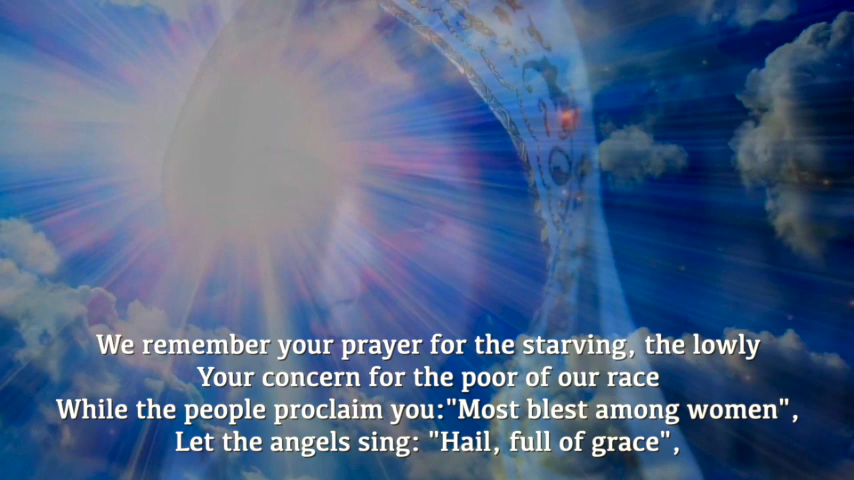 We remember your prayer for the starving, the lowly
Your concern for the poor of our race
While the people proclaim you:"Most blest among women",
Let the angels sing: "Hail, full of grace",